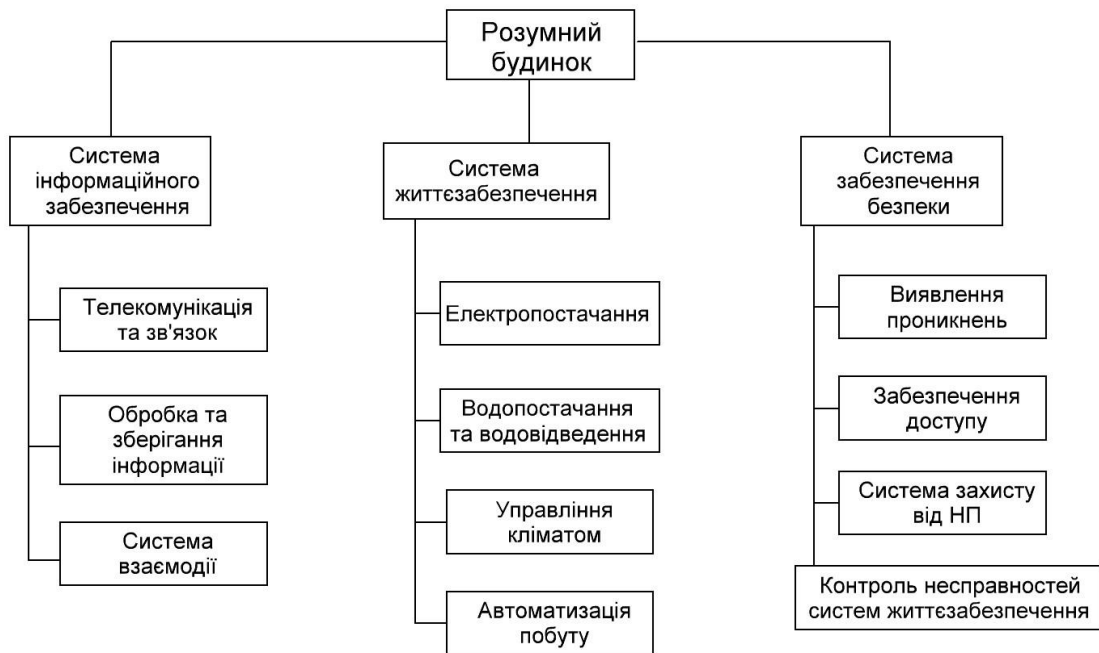 Розумний
будинок
Система
інформаційного
забезпечення
Система
життєзабезпечення
Система
забезпечення
безпеки
Телекомунікація
та зв'язок
Обробка та
зберігання
інформації
Система
взаємодії
Електропостачання
Водопостачання
та водовідведення
Управління
кліматом
Автоматизація
побуту
Виявлення
проникнень
Забезпечення
доступу
Система захисту
від НП
Контроль несправностей
систем життєзабезпечення